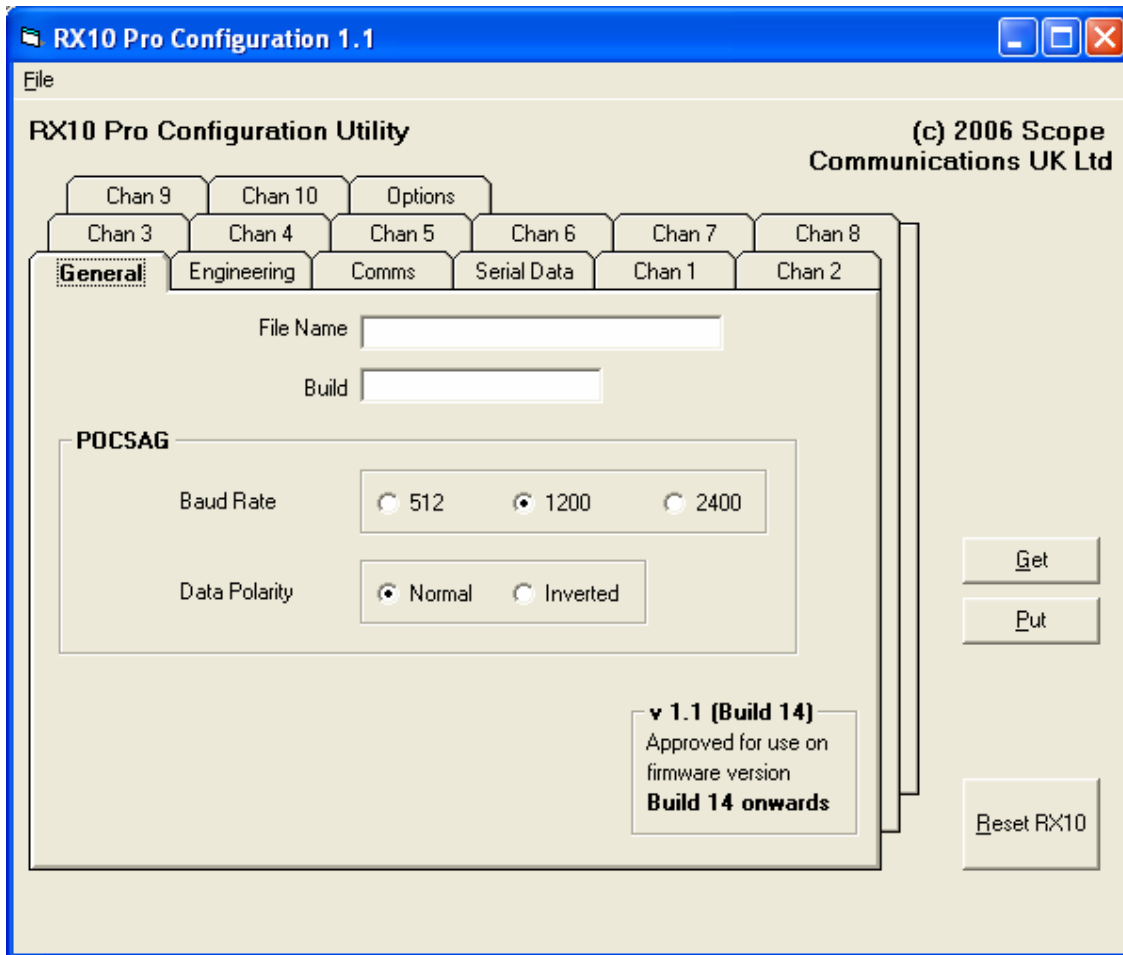 RX10 Pro Configuration 1.1
File
RX10 Pro Configuration Utility
(c) 2006 Scope
Communications UK Ltd
Chan 9 Chan 10 Options
Chan 3 Chan 4 Chan 5 Chan 6 Chan 7 Chan 8
General Engineering Comms Serial Data Chan 1 Chan 2
File Name
Build
POCSAG
Baud Rate 512 1200 2400
Data Polarity Normal Inverted
Get
Put
v 1.1 (Build 14)
Approved for use on
firmware version
Build 14 onwards
Reset RX10